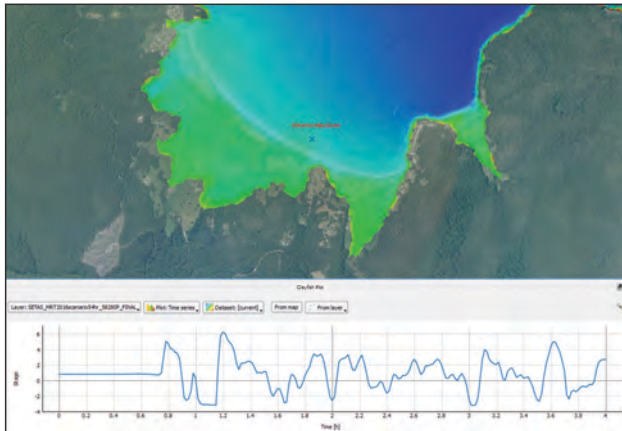 Crayfish Plot
Layer: SETAS_MRT2016scenario54hr_S8280P_FINAL Plot: Time series Dataset: [current] From map From layer
6
4
2
0
-2
-4
Stage
0 0.2 0.4 0.6 0.8 1 1.2 1.4 1.6 1.8 2 2.2 2.4 2.6 2.8 3 3.2 3.4 3.6 3.8 4
Time [h]